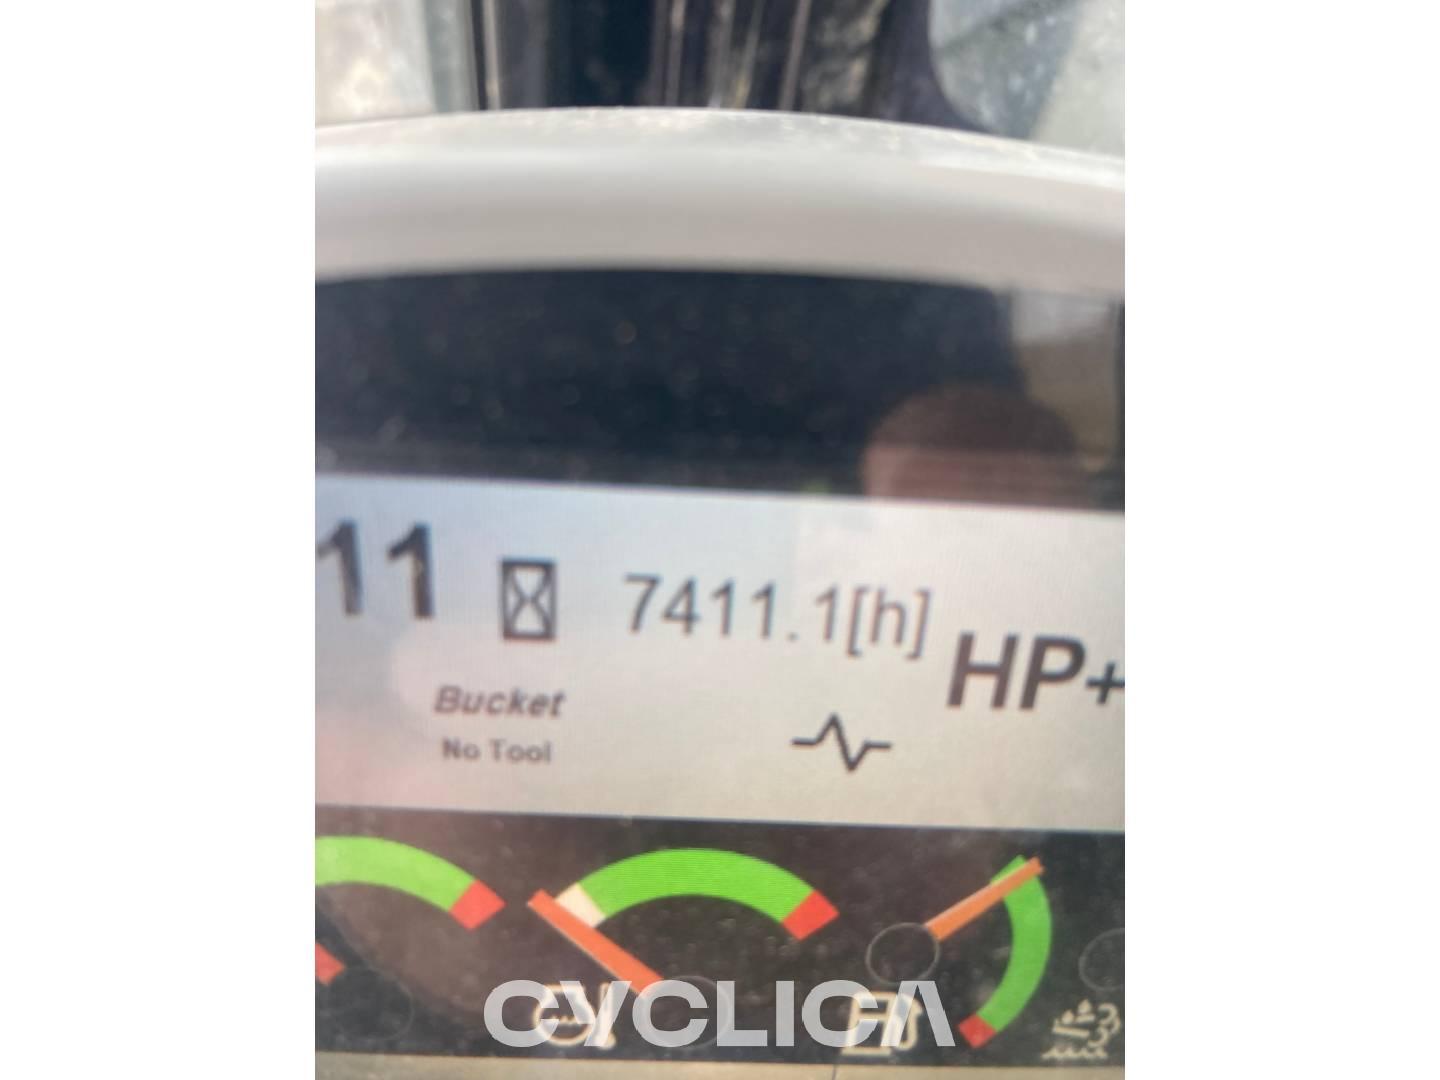 11 7411.1[h]
HP+
Bucket
No Tool
CYCLICA